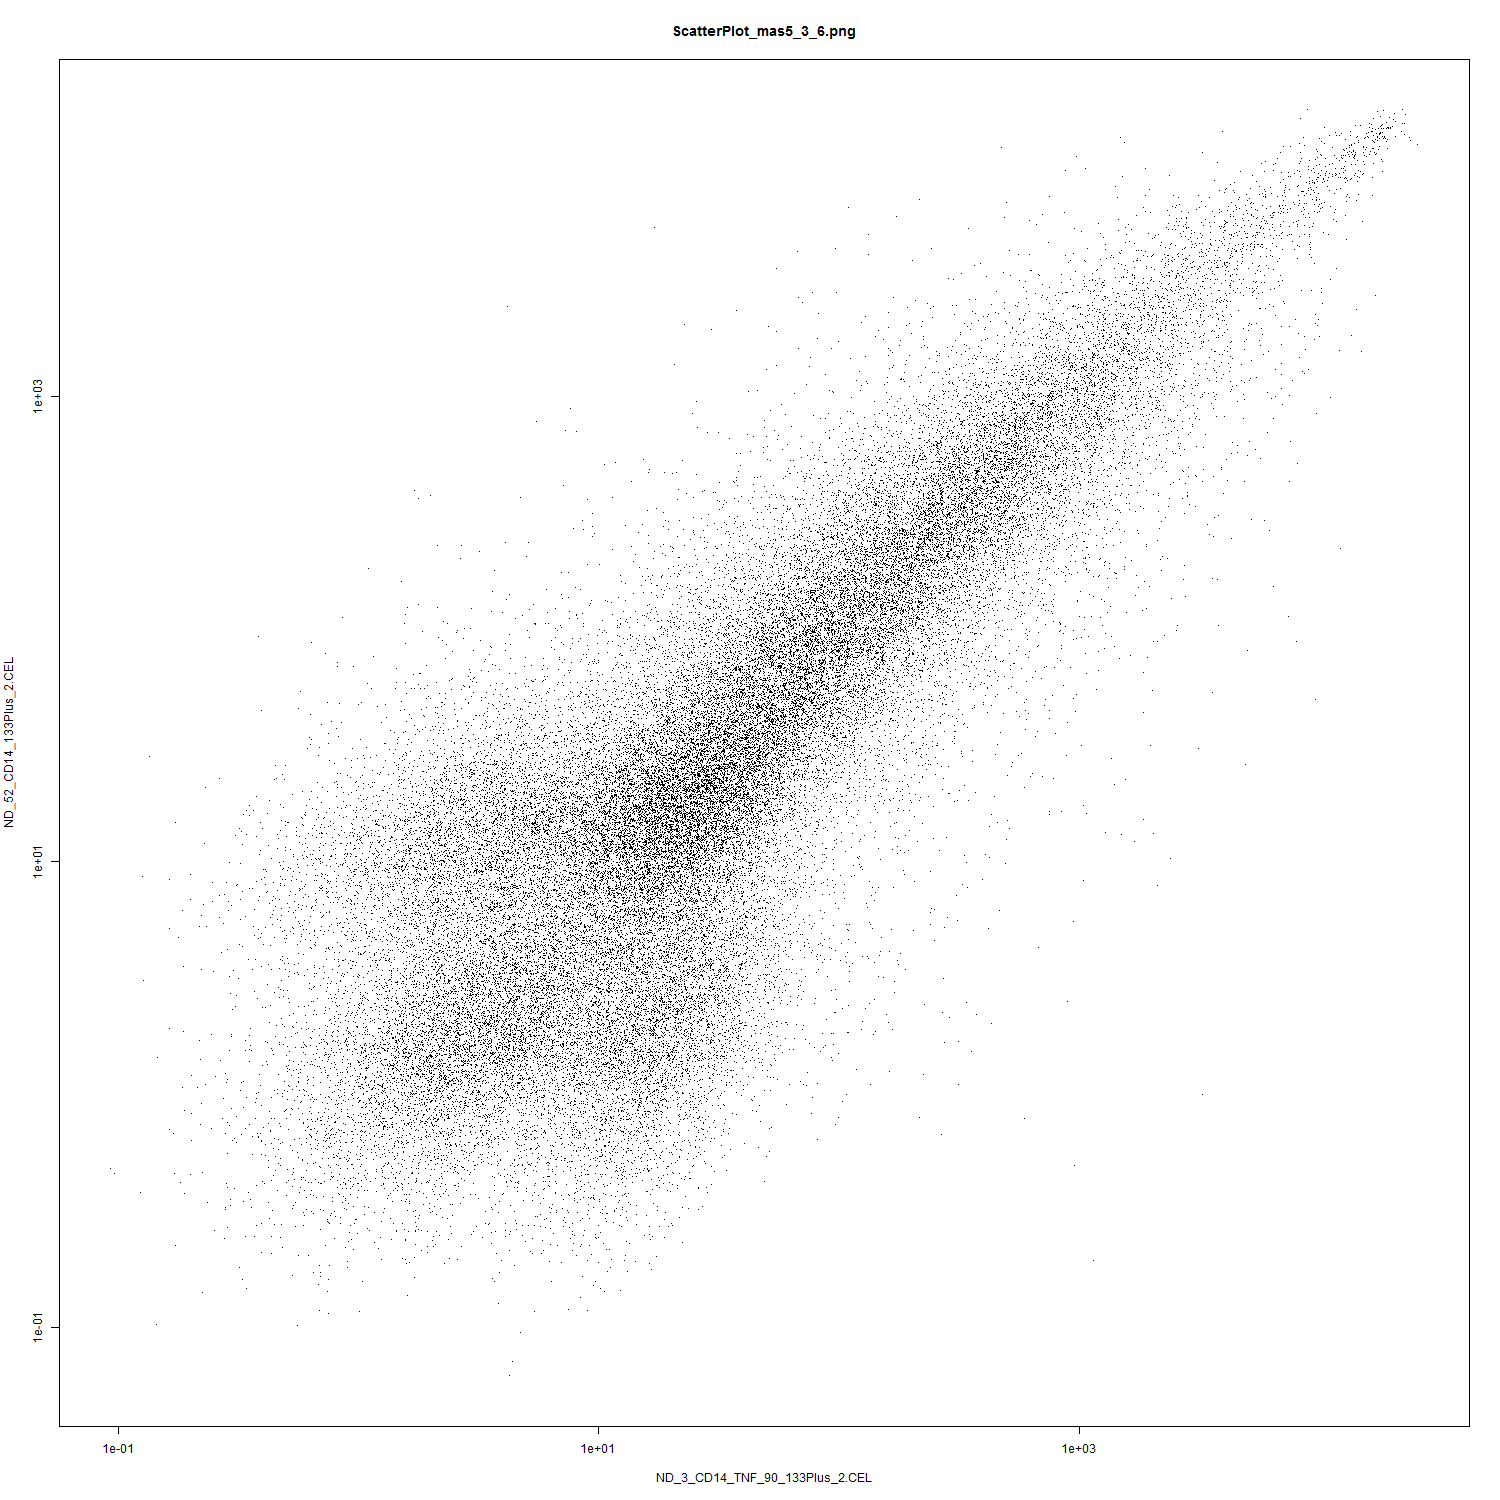 ScatterPlot_mas5_3_6.png
1e+03
1e+01
1e-01
ND_52_CD14_133Plus_2.CEL
1e-01
1e+01
1e+03
ND_3_CD14_TNF_90_133Plus_2.CEL